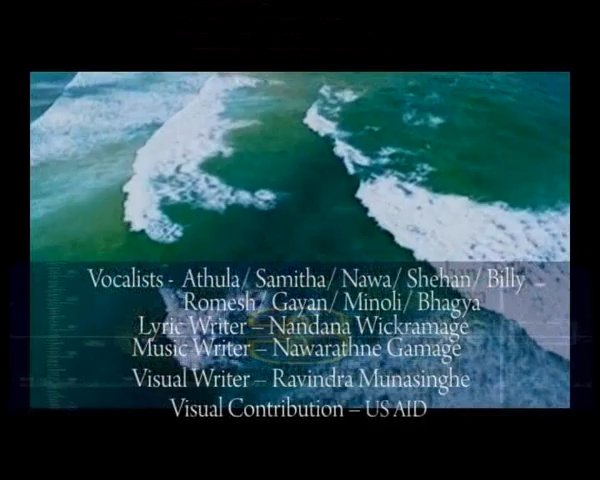 Vocalists - Athula/ Samitha/ Nawa/ Shehan/ Billy
Romesh/ Gayan/ Minoli/ Bhagya
Lyric Writer – Nandana Wickramage
Music Writer – Nawarathne Gamage
Visual Writer – Ravindra Munasinghe
Visual Contribution – US AID